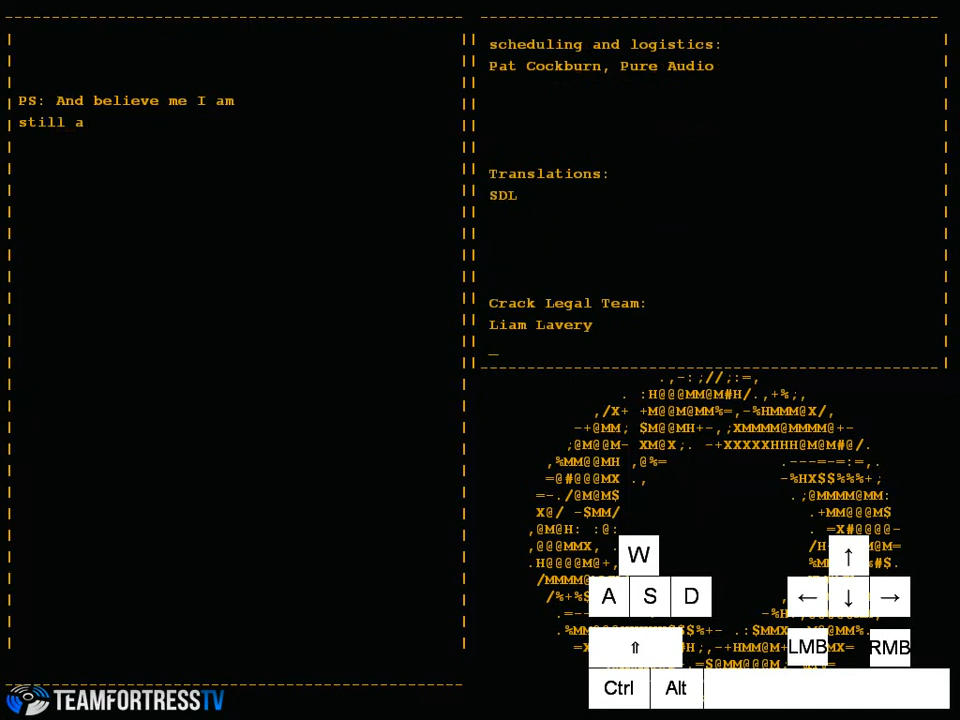 PS: And believe me I am
still a
scheduling and logistics:
Pat Cockburn, Pure Audio
Translations:
SDL
Crack Legal Team:
Liam Lavery
_
W
↑
A S D
← ↓ →
⇑
LMB
RMB
Ctrl
Alt
TEAMFORTRESSTV